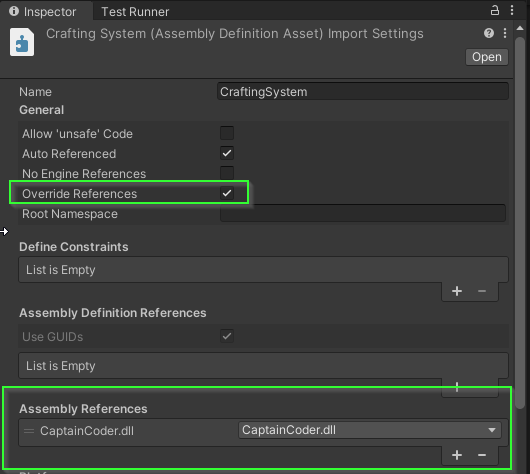 Inspector Test Runner
Crafting System (Assembly Definition Asset) Import Settings
Open
Name CraftingSystem
General
Allow 'unsafe' Code
Auto Referenced
No Engine References
Override References
Root Namespace
Define Constraints
List is Empty
Assembly Definition References
Use GUIDs
List is Empty
Assembly References
CaptainCoder.dll CaptainCoder.dll